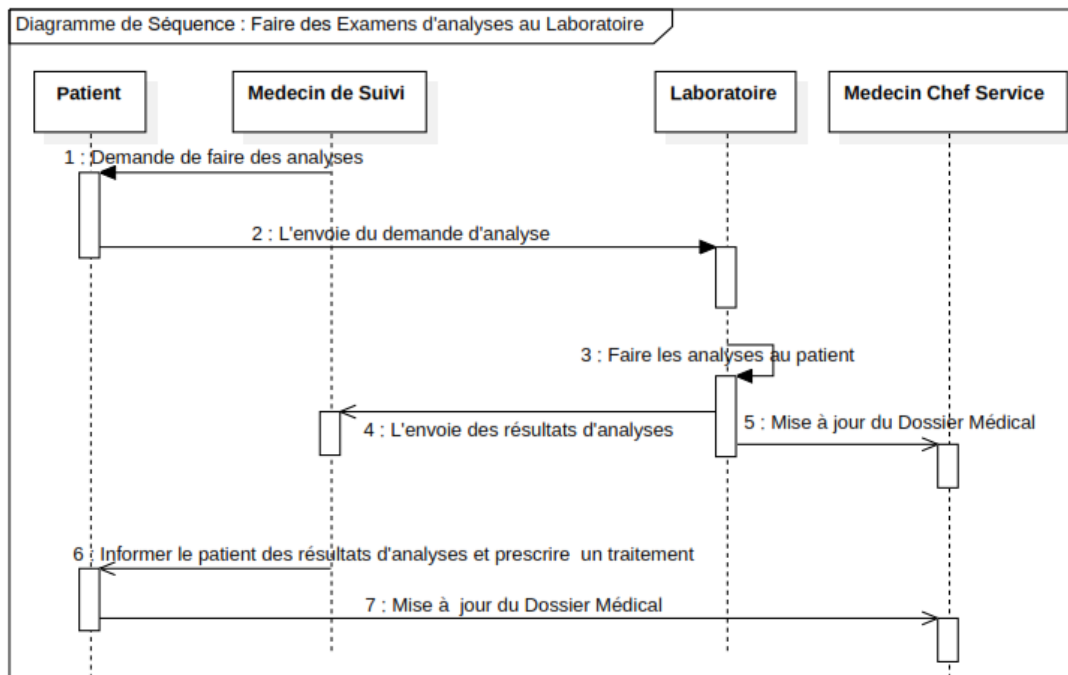 Diagramme de Séquence : Faire des Examens d'analyses au Laboratoire
Patient
Medecin de Suivi
Laboratoire
Medecin Chef Service
1 : Demande de faire des analyses
2 : L'envoie du demande d'analyse
3 : Faire les analyses au patient
4 : L'envoie des résultats d'analyses
5 : Mise à jour du Dossier Médical
6 : Informer le patient des résultats d'analyses et prescrire un traitement
7 : Mise à jour du Dossier Médical